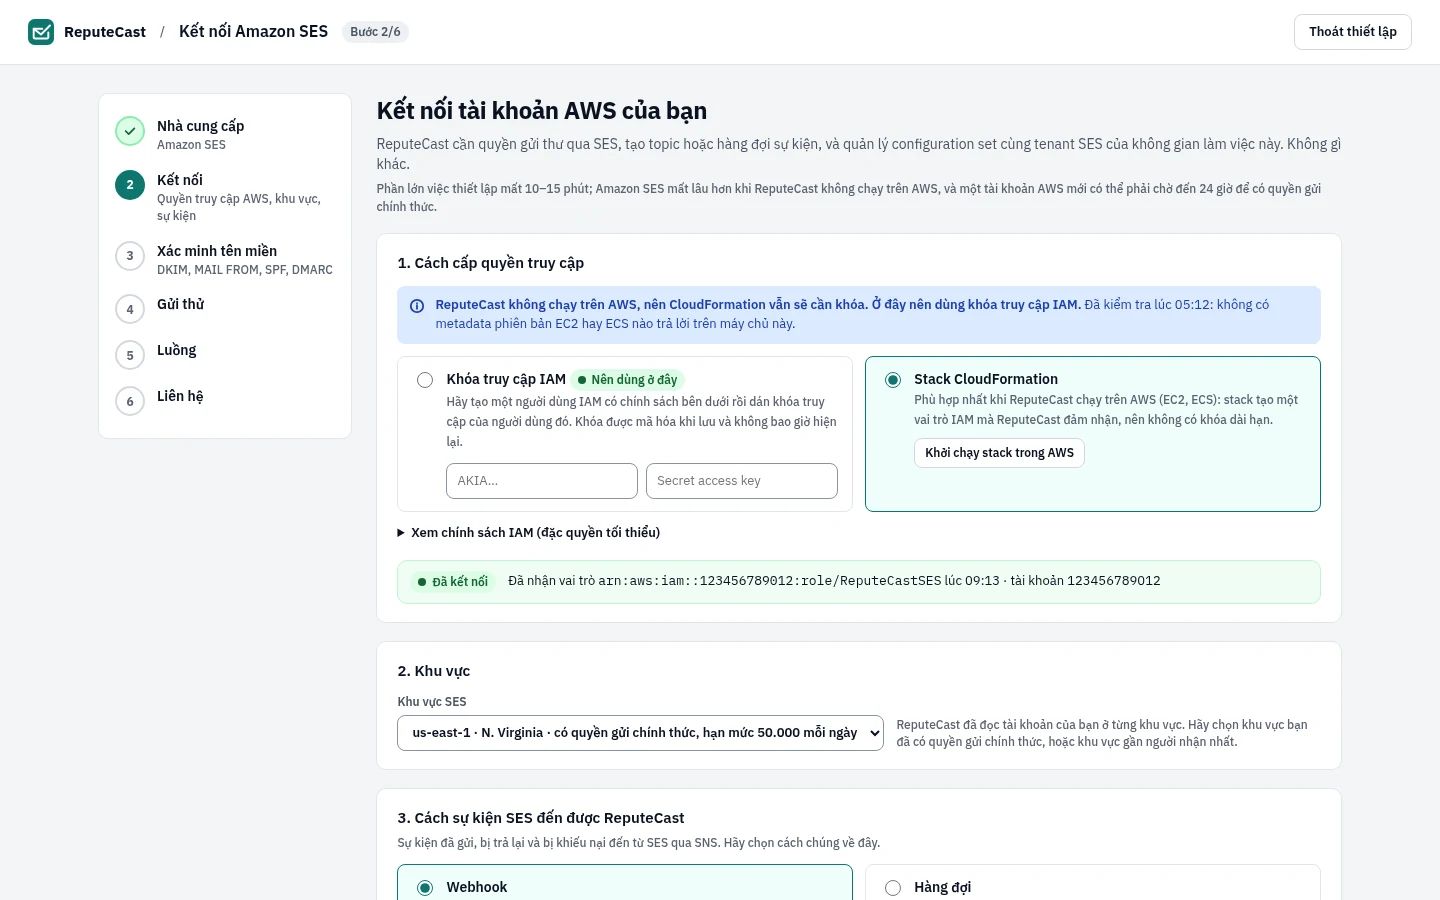 ReputeCast / Kết nối Amazon SES Bước 2/6
Thoát thiết lập
Nhà cung cấp
Amazon SES
2 Kết nối
Quyền truy cập AWS, khu vực,
sự kiện
3 Xác minh tên miền
DKIM, MAIL FROM, SPF, DMARC
4 Gửi thử
5 Luồng
6 Liên hệ
Kết nối tài khoản AWS của bạn
ReputeCast cần quyền gửi thư qua SES, tạo topic hoặc hàng đợi sự kiện, và quản lý configuration set cùng tenant SES của không gian làm việc này. Không gì
khác.
Phần lớn việc thiết lập mất 10–15 phút; Amazon SES mất lâu hơn khi ReputeCast không chạy trên AWS, và một tài khoản AWS mới có thể phải chờ đến 24 giờ để có quyền gửi
chính thức.
1. Cách cấp quyền truy cập
ReputeCast không chạy trên AWS, nên CloudFormation vẫn sẽ cần khóa. Ở đây nên dùng khóa truy cập IAM. Đã kiểm tra lúc 05:12: không có
metadata phiên bản EC2 hay ECS nào trả lời trên máy chủ này.
Khóa truy cập IAM Nên dùng ở đây
Hãy tạo một người dùng IAM có chính sách bên dưới rồi dán khóa truy
cập của người dùng đó. Khóa được mã hóa khi lưu và không bao giờ hiện
lại.
AKIA...
Secret access key
Stack CloudFormation
Phù hợp nhất khi ReputeCast chạy trên AWS (EC2, ECS): stack tạo một
vai trò IAM mà ReputeCast đảm nhận, nên không có khóa dài hạn.
Khởi chạy stack trong AWS
Xem chính sách IAM (đặc quyền tối thiểu)
Đã kết nối Đã nhận vai trò arn:aws:iam::123456789012:role/ReputeCastSES lúc 09:13 · tài khoản 123456789012
2. Khu vực
Khu vực SES
us-east-1 · N. Virginia · có quyền gửi chính thức, hạn mức 50.000 mỗi ngày
ReputeCast đã đọc tài khoản của bạn ở từng khu vực. Hãy chọn khu vực bạn
đã có quyền gửi chính thức, hoặc khu vực gần người nhận nhất.
3. Cách sự kiện SES đến được ReputeCast
Sự kiện đã gửi, bị trả lại và bị khiếu nại đến từ SES qua SNS. Hãy chọn cách chúng về đây.
Webhook
Hàng đợi